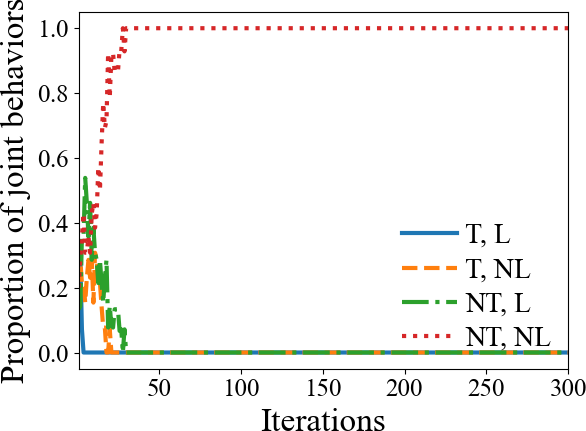 Proportion of joint behaviors
1.0
0.8
0.6
0.4
0.2
0.0
T, L
T, NL
NT, L
NT, NL
50 100 150 200 250 300
Iterations